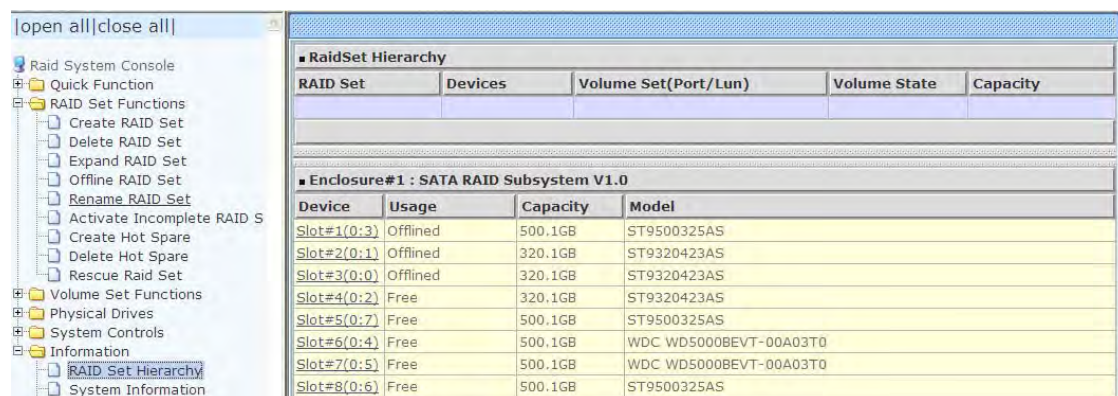 |open all|close all|
Raid System Console
Quick Function
RAID Set Functions
Create RAID Set
Delete RAID Set
Expand RAID Set
Offline RAID Set
Rename RAID Set
Activate Incomplete RAID S
Create Hot Spare
Delete Hot Spare
Rescue Raid Set
Volume Set Functions
Physical Drives
System Controls
Information
RAID Set Hierarchy
System Information
RaidSet Hierarchy
RAID Set Devices Volume Set(Port/Lun) Volume State Capacity
Enclosure#1 : SATA RAID Subsystem V1.0
Device Usage Capacity Model
Slot#1(0:3) Offlined 500.1GB ST9500325AS
Slot#2(0:1) Offlined 320.1GB ST9320423AS
Slot#3(0:0) Offlined 320.1GB ST9320423AS
Slot#4(0:2) Free 320.1GB ST9320423AS
Slot#5(0:7) Free 500.1GB ST9500325AS
Slot#6(0:4) Free 500.1GB WDC WD5000BEVT-00A03T0
Slot#7(0:5) Free 500.1GB WDC WD5000BEVT-00A03T0
Slot#8(0:6) Free 500.1GB ST9500325AS